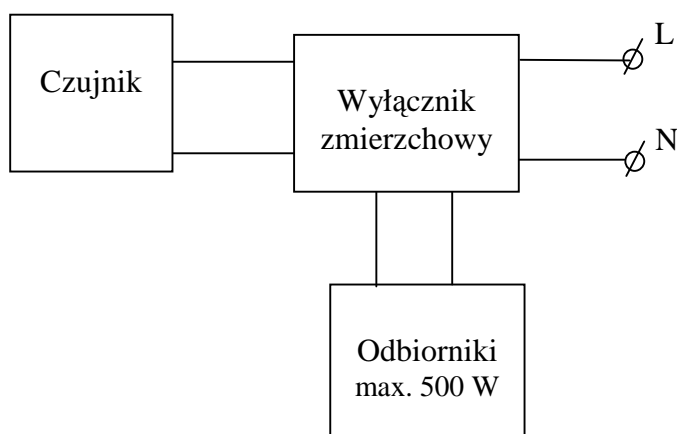 L
Czujnik
Wyłącznik
zmierzchowy
N
Odbiorniki
max. 500 W